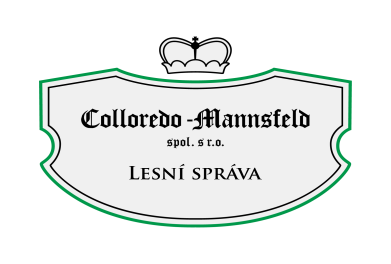 Colloredo-Mannsfeld
spol. s r.o.
LESNÍ SPRÁVA